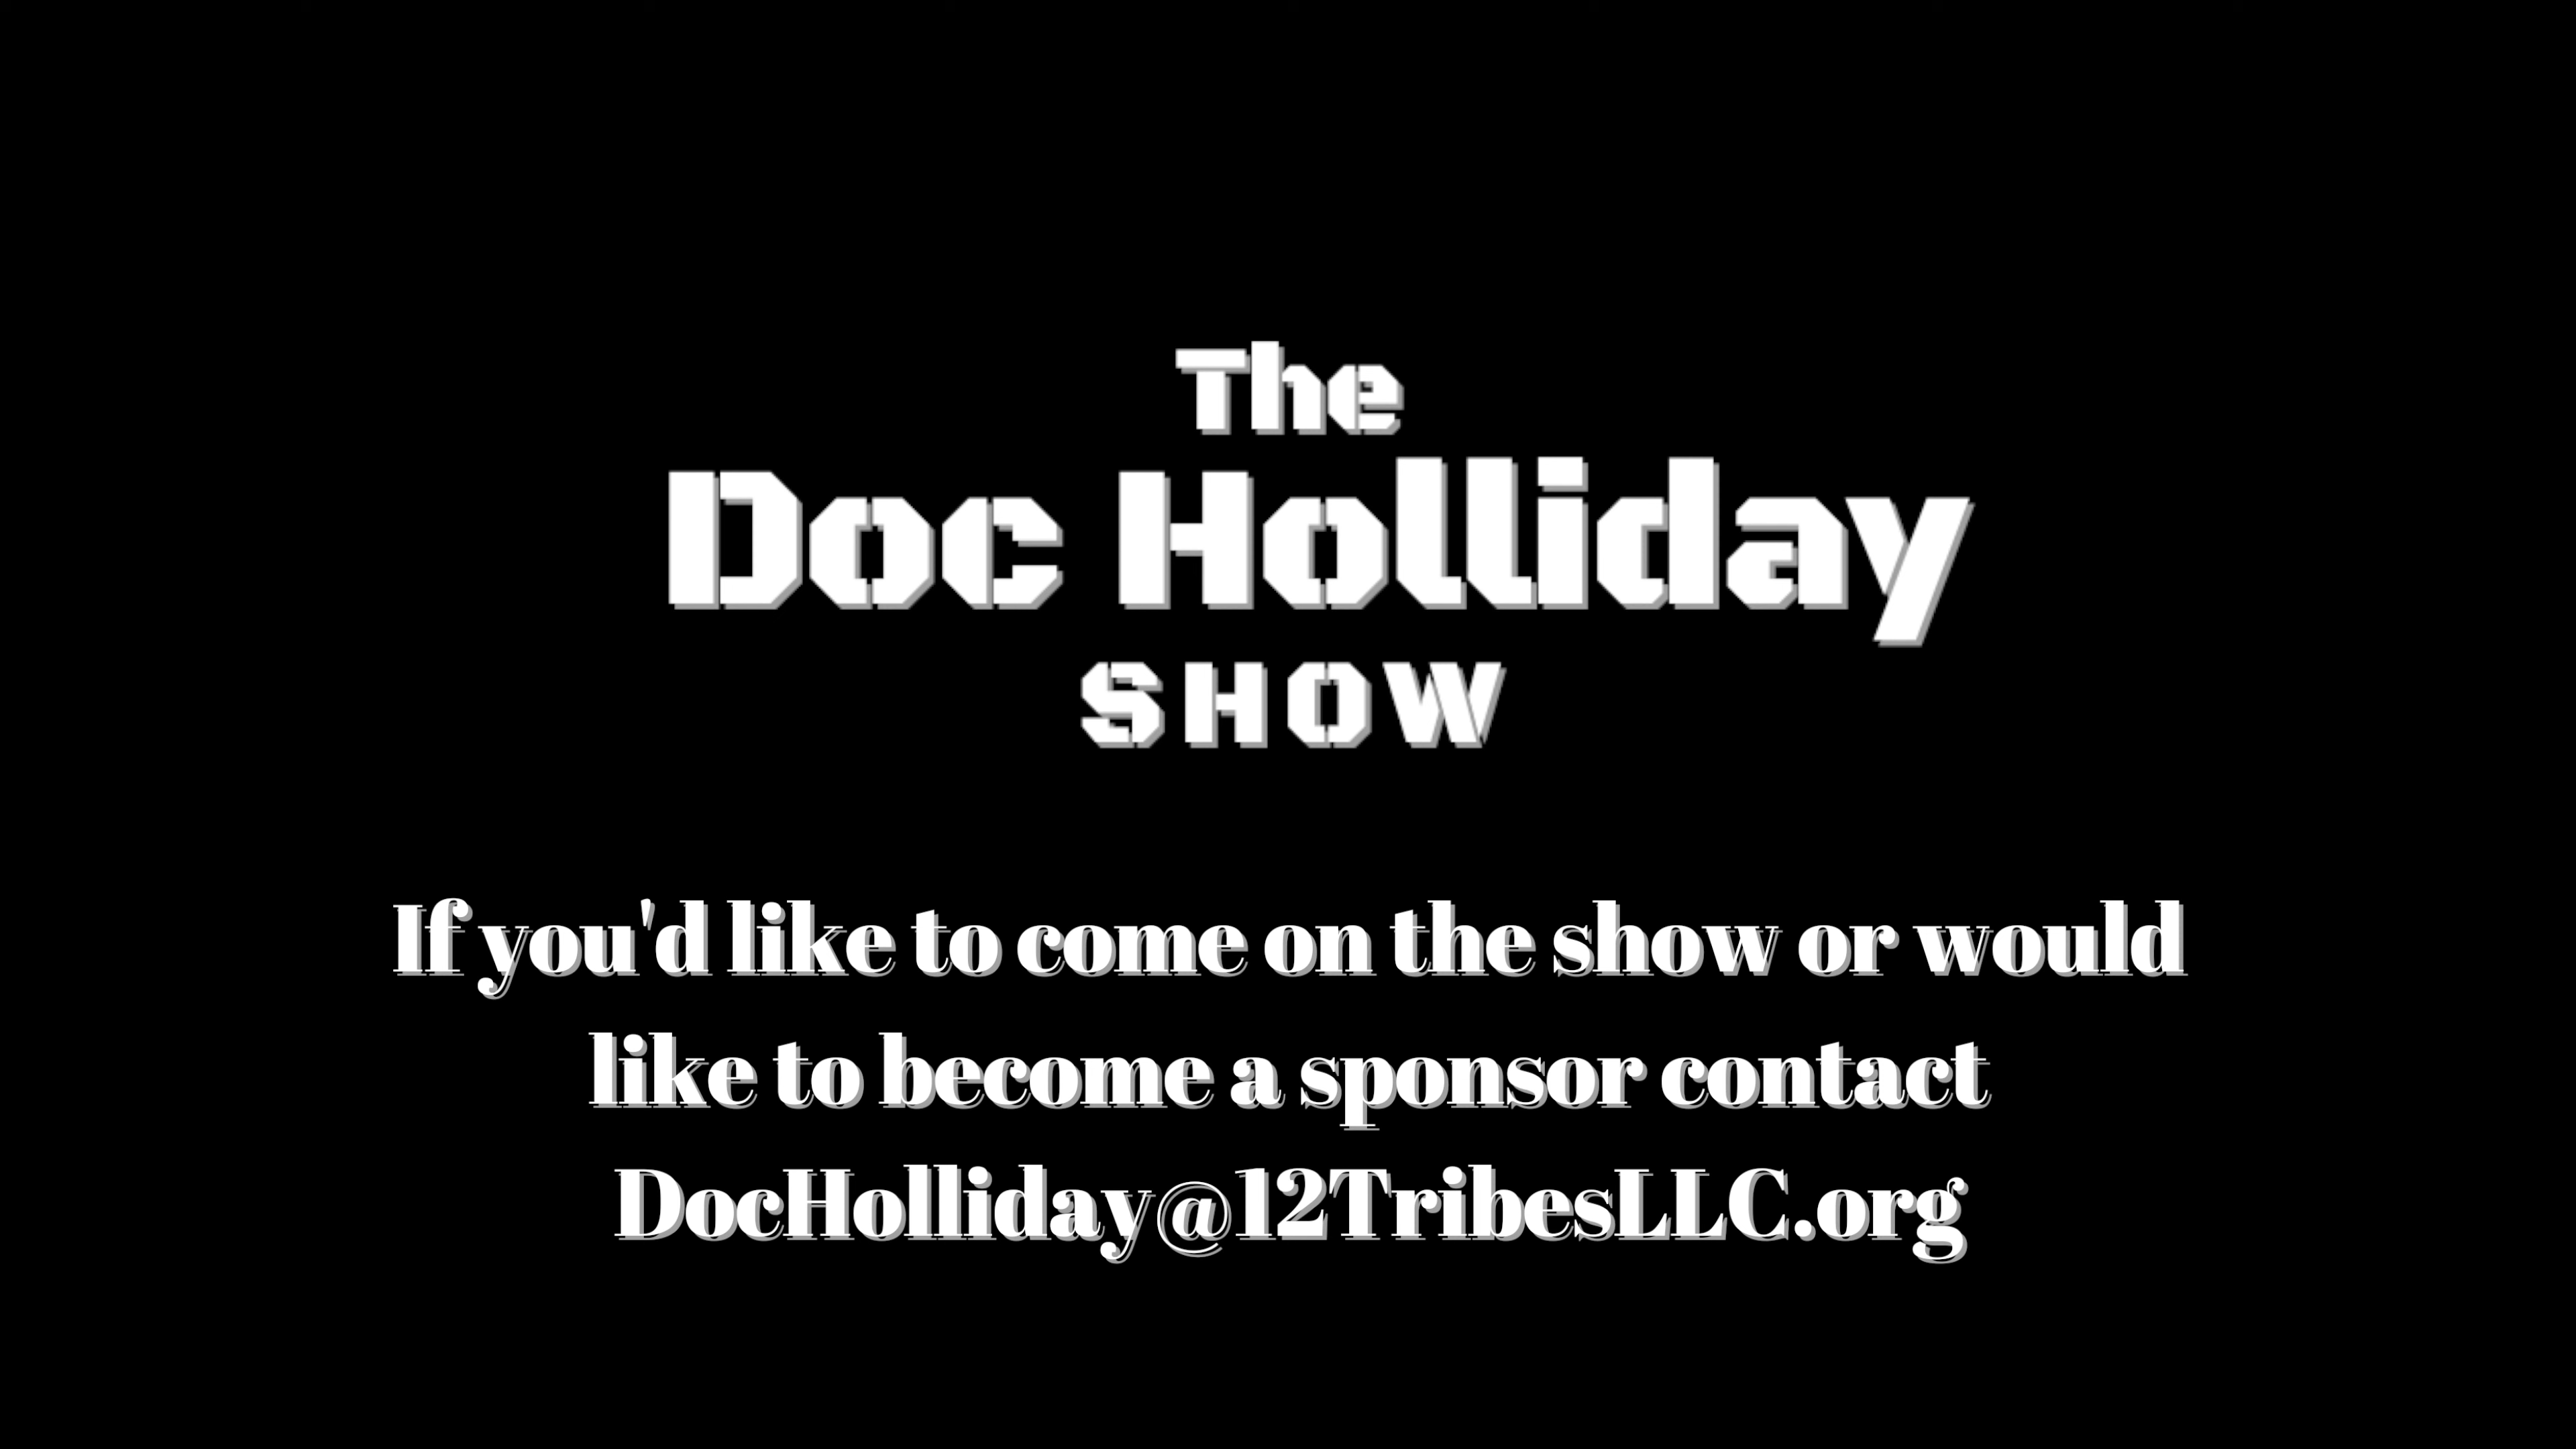 The
Doc Holliday
SHOW
If you'd like to come on the show or would
like to become a sponsor contact
DocHolliday@12TribesLLC.org